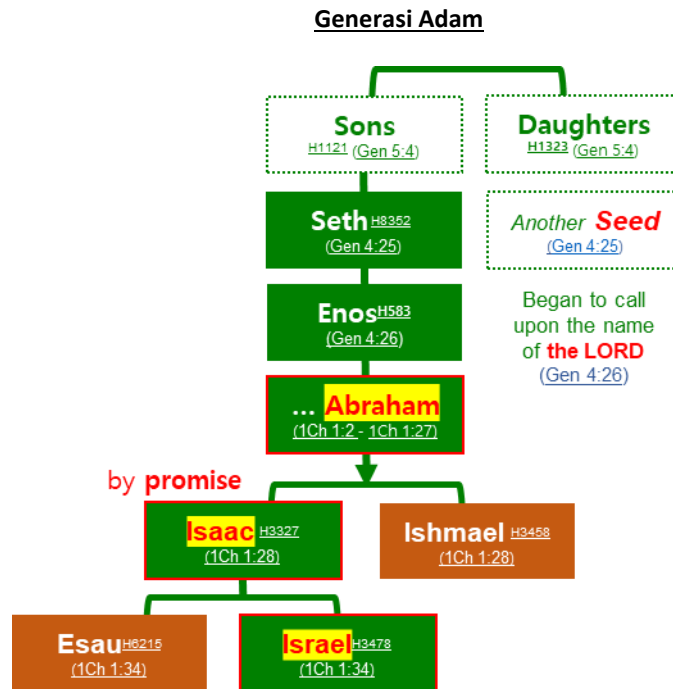 Generasi Adam
Sons
H1121 (Gen 5:4)
Daughters
H1323 (Gen 5:4)
Seth H8352
(Gen 4:25)
Another Seed
(Gen 4:25)
Enos H583
(Gen 4:26)
Began to call
upon the name
of the LORD
(Gen 4:26)
... Abraham
(1Ch 1:2 - 1Ch 1:27)
by promise
Isaac H3327
(1Ch 1:28)
Ishmael H3458
(1Ch 1:28)
Esau H6215
(1Ch 1:34)
Israel H3478
(1Ch 1:34)